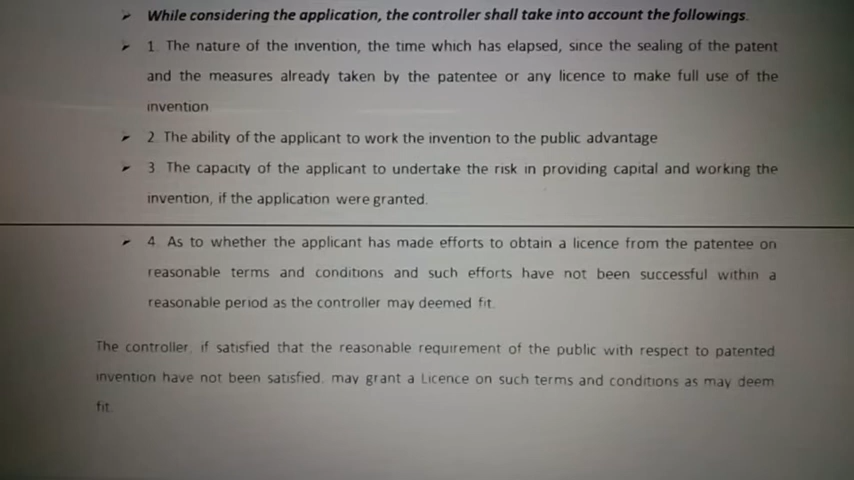 ➢ While considering the application, the controller shall take into account the followings.
➢ 1. The nature of the invention, the time which has elapsed, since the sealing of the patent
and the measures already taken by the patentee or any licence to make full use of the
invention
➢ 2. The ability of the applicant to work the invention to the public advantage
➢ 3. The capacity of the applicant to undertake the risk in providing capital and working the
invention, if the application were granted.
➢ 4. As to whether the applicant has made efforts to obtain a licence from the patentee on
reasonable terms and conditions and such efforts have not been successful within a
reasonable period as the controller may deemed fit.
The controller, if satisfied that the reasonable requirement of the public with respect to patented
invention have not been satisfied, may grant a Licence on such terms and conditions as may deem
fit.